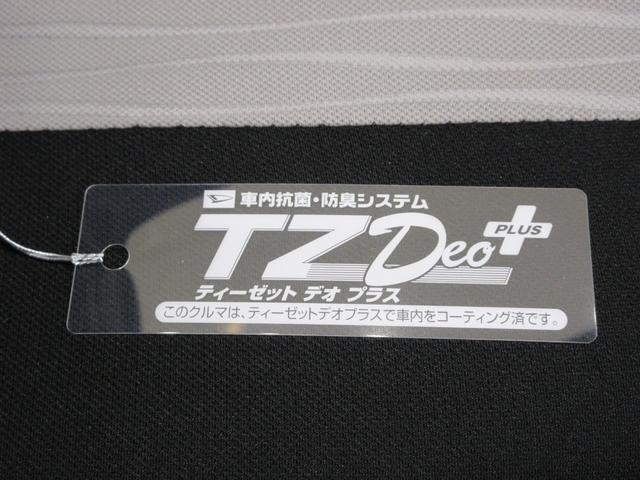 車内抗菌・防臭システム
TZDeo PLUS
ティーゼット デオ プラス
このクルマは、ティーゼットデオプラスで車内をコーティング済です。